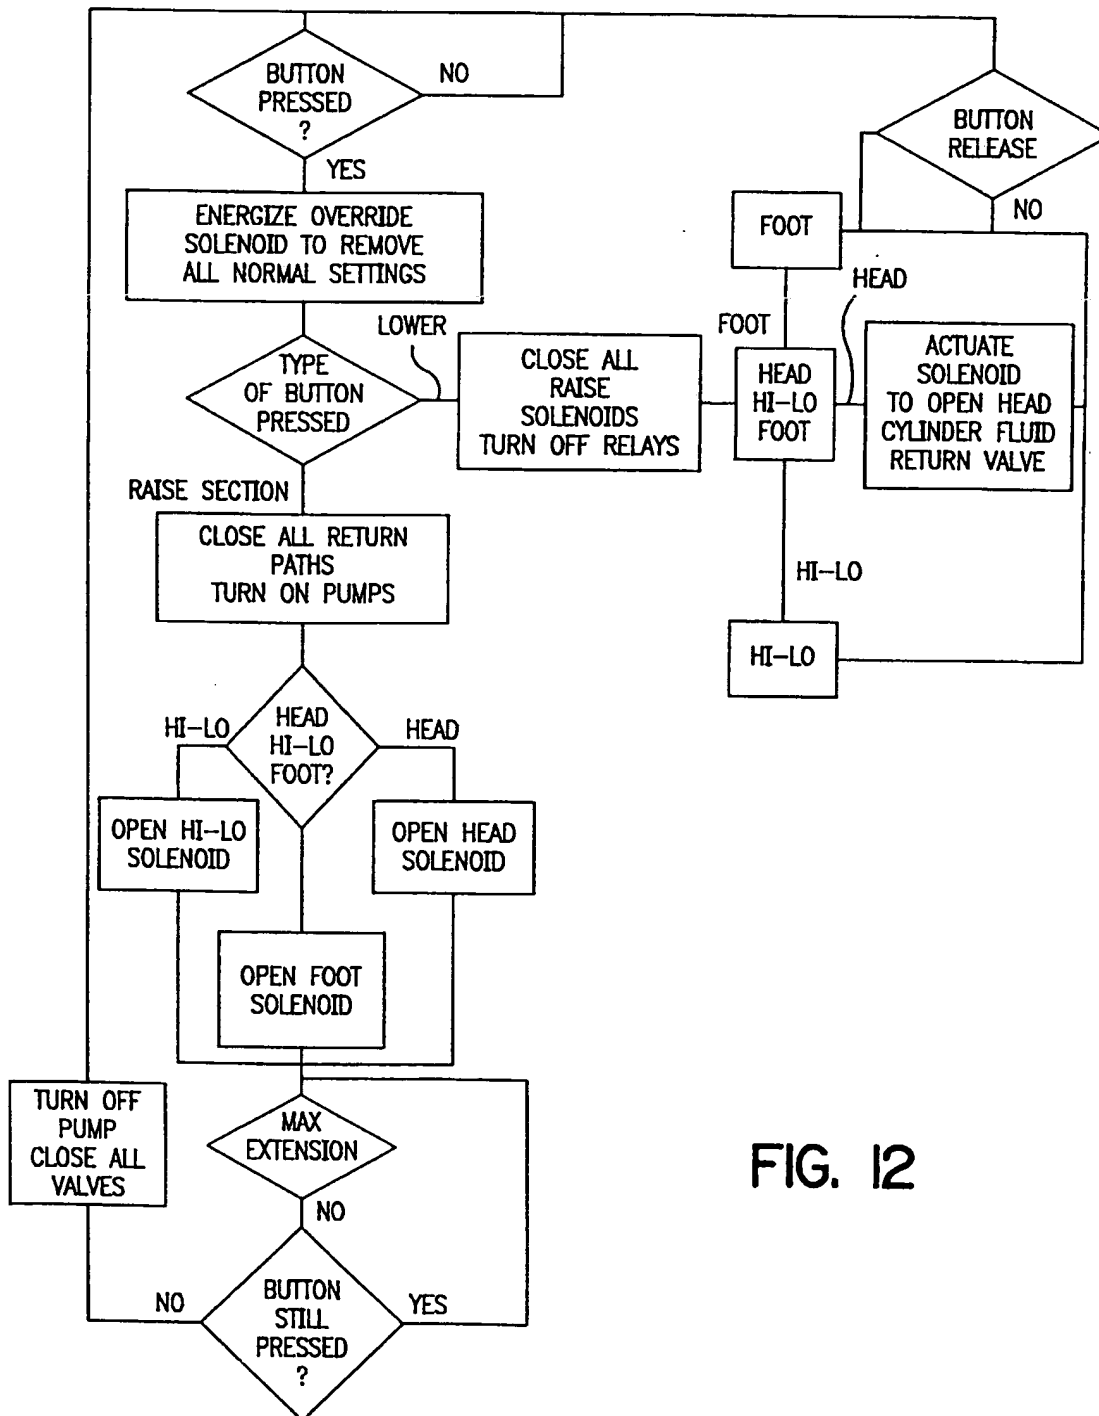 BUTTON
PRESSED
?
NO
YES
BUTTON
RELEASE
NO
ENERGIZE OVERRIDE
SOLENOID TO REMOVE
ALL NORMAL SETTINGS
FOOT
HEAD
LOWER
FOOT
TYPE
OF BUTTON
PRESSED
CLOSE ALL
RAISE
SOLENOIDS
TURN OFF RELAYS
HEAD
HI-LO
FOOT
ACTUATE
SOLENOID
TO OPEN HEAD
CYLINDER FLUID
RETURN VALVE
RAISE SECTION
CLOSE ALL RETURN
PATHS
TURN ON PUMPS
HI-LO
HI-LO
HI-LO
HEAD
HI-LO
FOOT?
HEAD
OPEN HI-LO
SOLENOID
OPEN HEAD
SOLENOID
OPEN FOOT
SOLENOID
TURN OFF
PUMP
CLOSE ALL
VALVES
MAX
EXTENSION
NO
NO
BUTTON
STILL
PRESSED
?
YES
FIG. 12